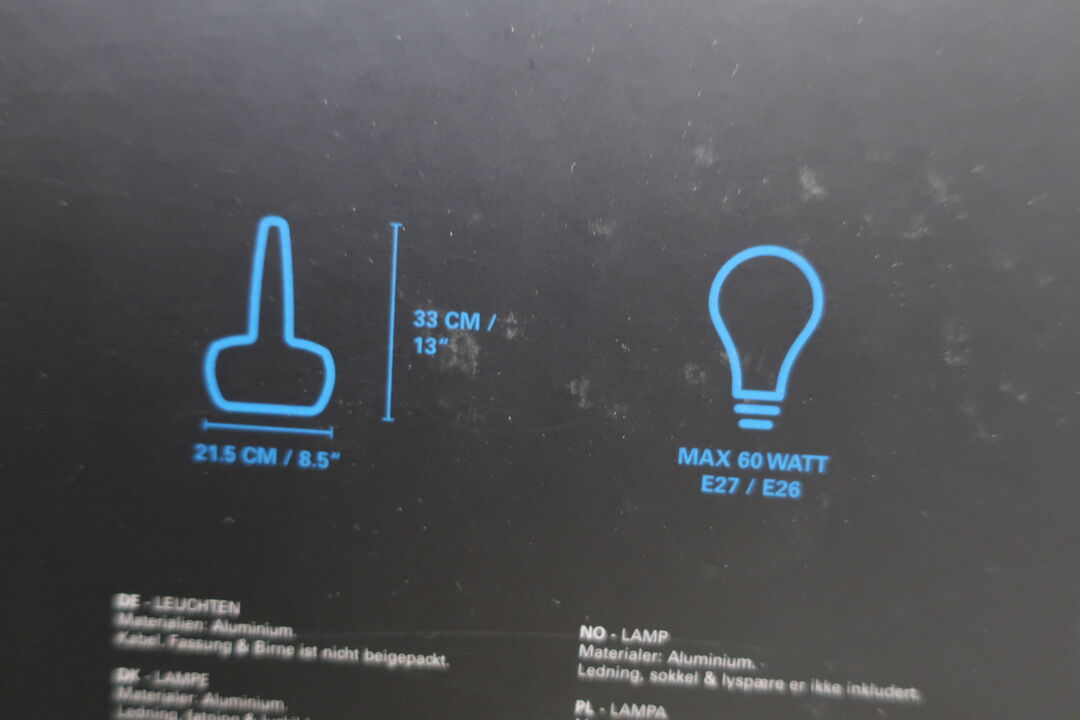 33 CM /
13“
21.5 CM / 8.5“
MAX 60 WATT
E27 / E26
DE - LEUCHTEN
Materialien: Aluminium.
Kabel, Fassung & Birne ist nicht beigepackt.
DK - LAMPE
Materialer: Aluminium.
Ledning, fatning &
NO - LAMP
Materialer: Aluminium.
Ledning, sokkel & lyspære er ikke inkludert.
PL - LAMPA